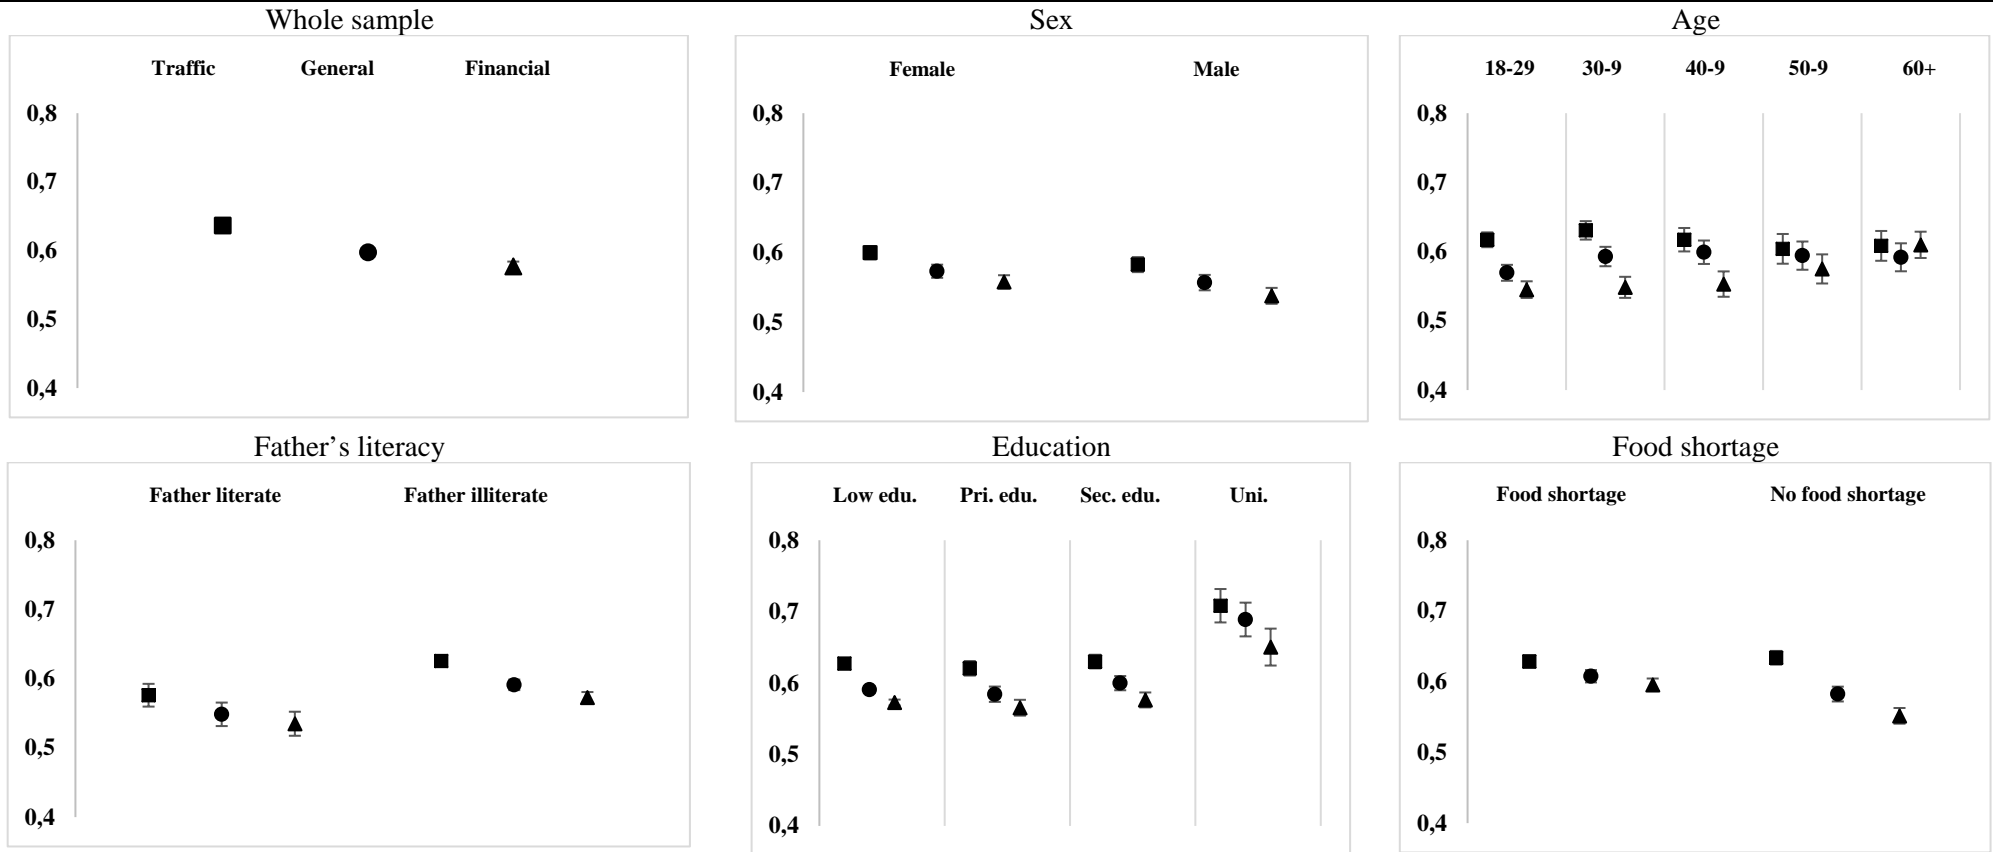 Whole sample
Traffic General Financial
0,8
0,7
0,6
0,5
0,4
Sex
Female Male
0,8
0,7
0,6
0,5
0,4
Age
18-29 30-9 40-9 50-9 60+
0,8
0,7
0,6
0,5
0,4
Father’s literacy
Father literate Father illiterate
0,8
0,7
0,6
0,5
0,4
Education
Low edu. Pri. edu. Sec. edu. Uni.
0,8
0,7
0,6
0,5
0,4
Food shortage
Food shortage No food shortage
0,8
0,7
0,6
0,5
0,4